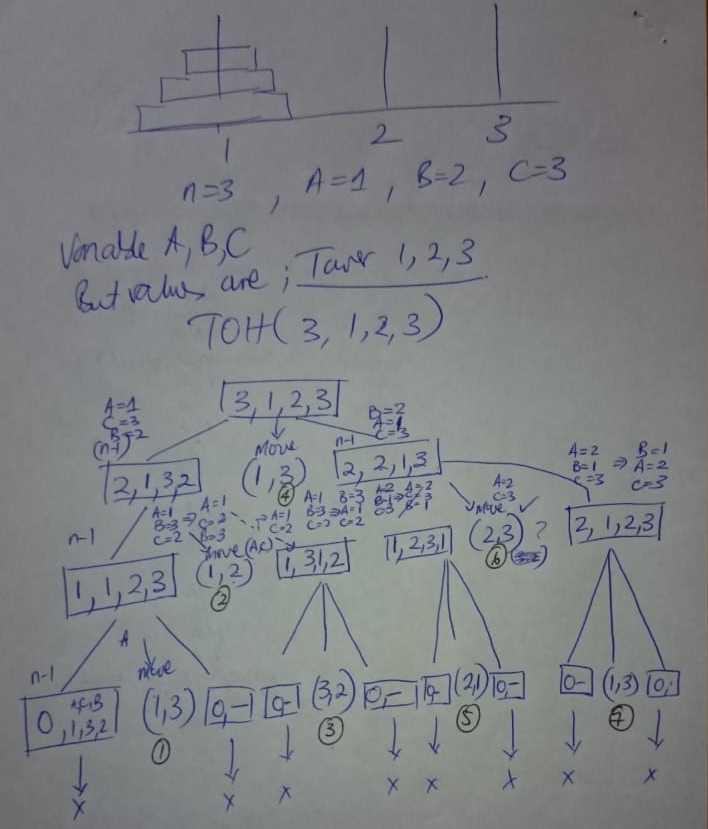 1 2 3
n=3 , A=1 , B=2 , C=3
Variable A, B, C
But values are ; Tower 1, 2, 3
TOH( 3, 1, 2, 3)
3, 1, 2, 3
A=1
C=3
B=2
(n-1)
Move
(1, 3)
4
B=2
A=1
C=3
n-1
2, 1, 3, 2
2, 2, 1, 3
A=2
B=1
C=3
⇒
B=1
A=2
C=3
A=1
B=3
C=2
⇒
A=1
C=2
B=3
A=1
C=2
A=1
B=3
C=2
B=3
⇒ A=1
C=2
A=2
B=1
C=3
A=2
C=3
B=1
A=2
C=3
Move
(2, 3) ?
6
2, 1, 2, 3
n-1
1, 1, 2, 3
Move (A,C)
(1, 2)
2
1, 3, 1, 2
1, 2, 3, 1
A
n-1
Move
0, 1, 3, 2
(1, 3)
1
0, –
0-
(3, 2)
3
0, –
0-
(2, 1)
5
0, –
0-
(1, 3)
7
0,
x x x x x x x x